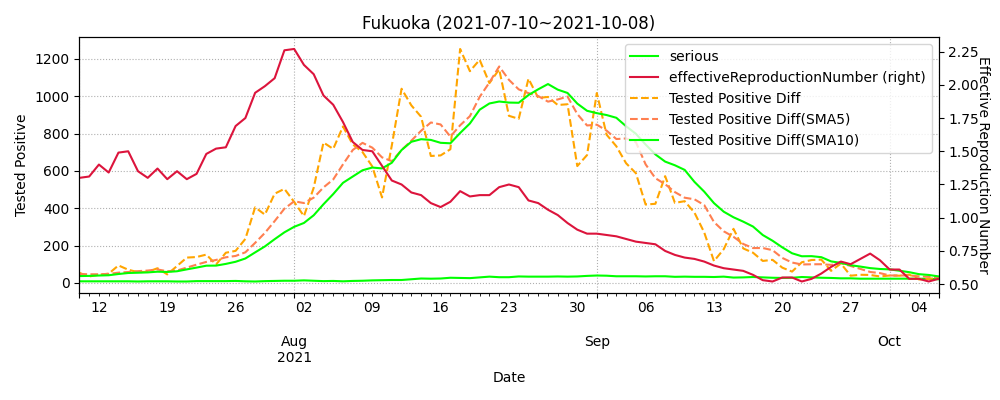 Fukuoka (2021-07-10~2021-10-08)
Tested Positive
1200
1000
800
600
400
200
0
2.25
2.00
1.75
1.50
1.25
1.00
0.75
0.50
Effective Reproduction Number
serious
effectiveReproductionNumber (right)
Tested Positive Diff
Tested Positive Diff(SMA5)
Tested Positive Diff(SMA10)
12 19 26 02 09 16 23 30 06 13 20 27 04
Aug Sep Oct
2021
Date